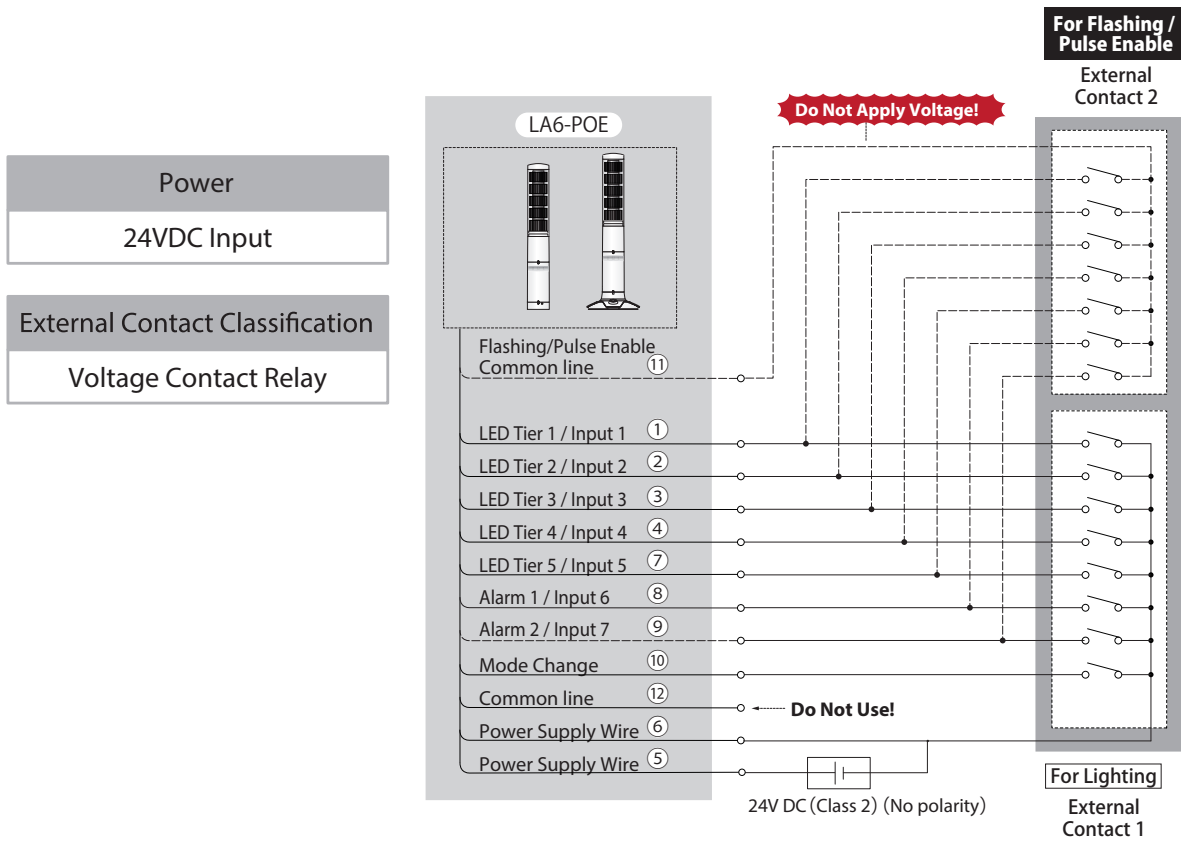 For Flashing /
Pulse Enable
External
Contact 2
Do Not Apply Voltage!
LA6-POE
Power
24VDC Input
External Contact Classification
Voltage Contact Relay
Flashing/Pulse Enable
Common line ⑪
LED Tier 1 / Input 1 ①
LED Tier 2 / Input 2 ②
LED Tier 3 / Input 3 ③
LED Tier 4 / Input 4 ④
LED Tier 5 / Input 5 ⑦
Alarm 1 / Input 6 ⑧
Alarm 2 / Input 7 ⑨
Mode Change ⑩
Common line ⑫
Do Not Use!
Power Supply Wire ⑥
Power Supply Wire ⑤
24V DC (Class 2) (No polarity)
For Lighting
External
Contact 1